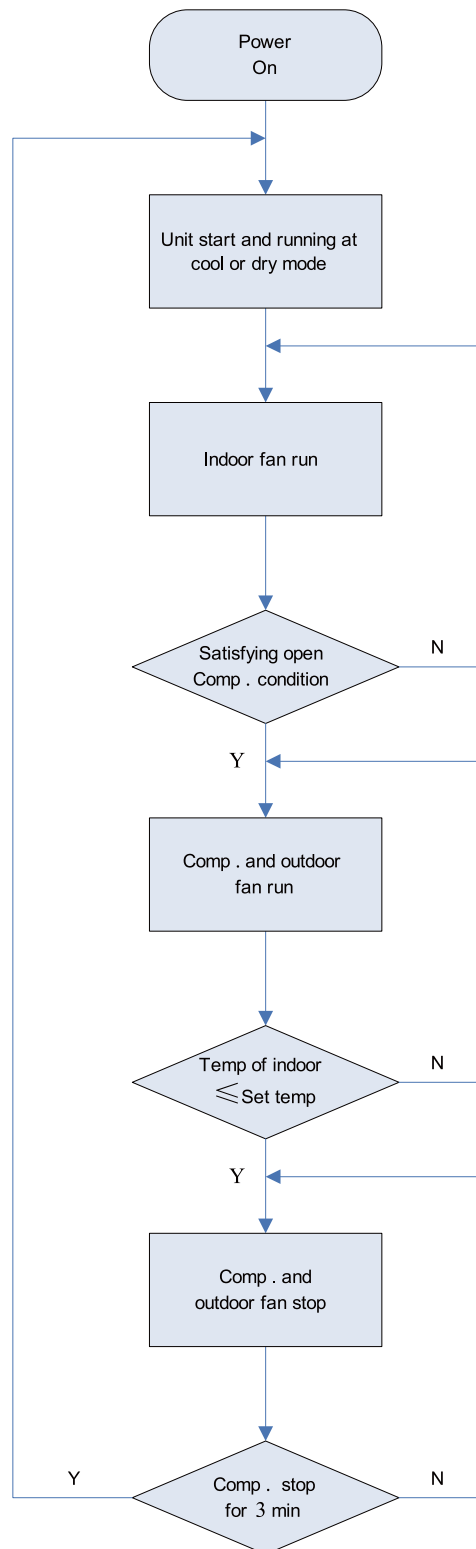 Power
On
Unit start and running at
cool or dry mode
Indoor fan run
Satisfying open
Comp . condition
N
Y
Comp . and outdoor
fan run
Temp of indoor
≤ Set temp
N
Y
Comp . and
outdoor fan stop
Y
Comp . stop
for 3 min
N